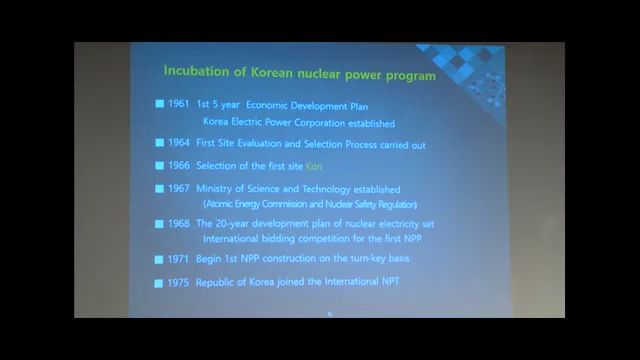 Incubation of Korean nuclear power program
1961 1st 5 year Economic Development Plan
Korea Electric Power Corporation established
1964 First Site Evaluation and Selection Process carried out
1966 Selection of the first site Kori
1967 Ministry of Science and Technology established
(Atomic Energy Commission and Nuclear Safety Regulation)
1968 The 20-year development plan of nuclear electricity set
International bidding competition for the first NPP
1971 Begin 1st NPP construction on the turn-key basis
1975 Republic of Korea joined the International NPT